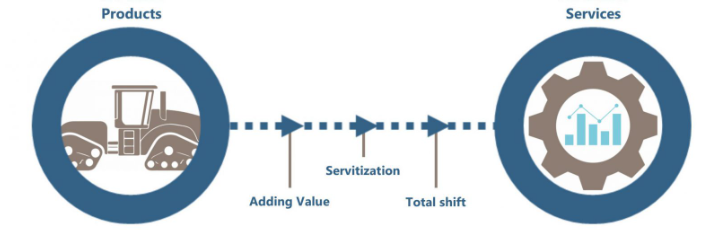 Products
Services
Servitization
Adding Value
Total shift